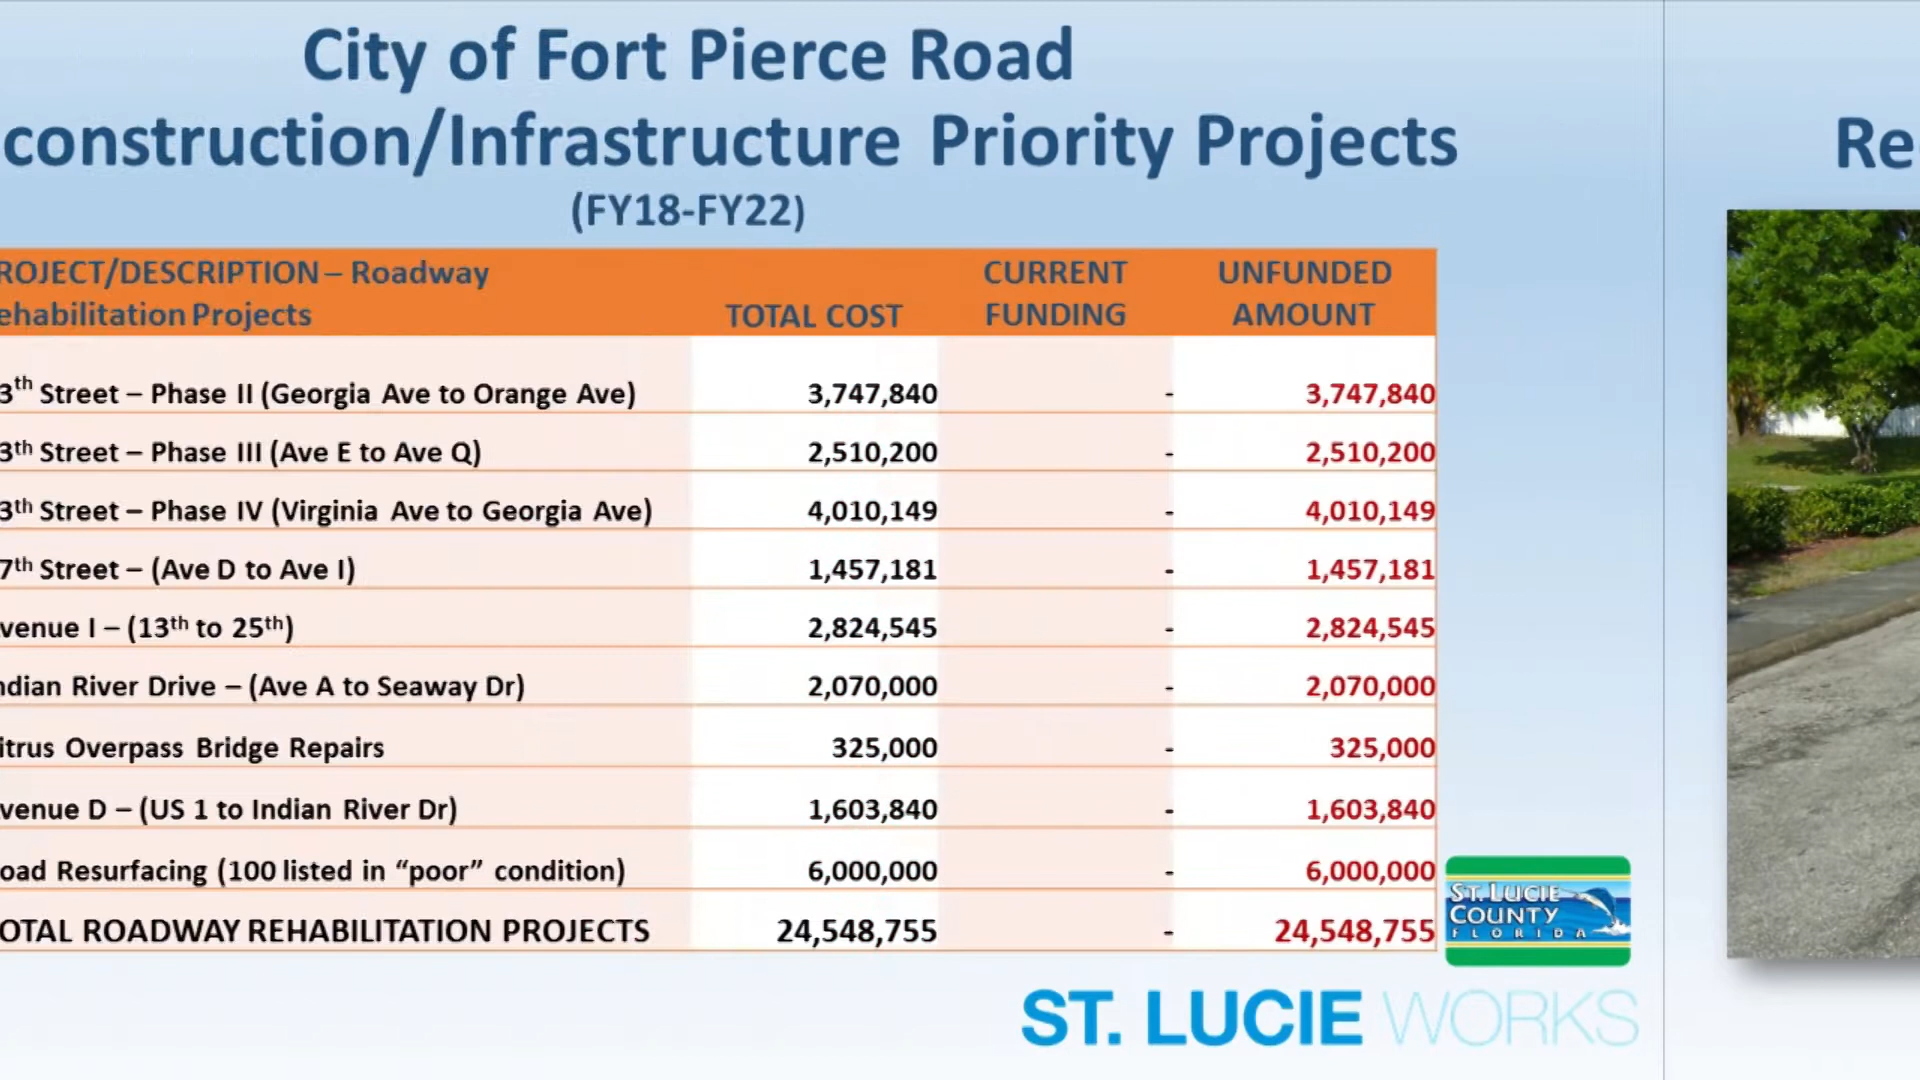 City of Fort Pierce Road
construction/Infrastructure Priority Projects
(FY18-FY22)
ROJECT/DESCRIPTION – Roadway
ehabilitation Projects
TOTAL COST
CURRENT
FUNDING
UNFUNDED
AMOUNT
3th Street – Phase II (Georgia Ave to Orange Ave) 3,747,840 - 3,747,840
3th Street – Phase III (Ave E to Ave Q) 2,510,200 - 2,510,200
3th Street – Phase IV (Virginia Ave to Georgia Ave) 4,010,149 - 4,010,149
7th Street – (Ave D to Ave I) 1,457,181 - 1,457,181
venue I – (13th to 25th) 2,824,545 - 2,824,545
ndian River Drive – (Ave A to Seaway Dr) 2,070,000 - 2,070,000
itrus Overpass Bridge Repairs 325,000 - 325,000
venue D – (US 1 to Indian River Dr) 1,603,840 - 1,603,840
oad Resurfacing (100 listed in “poor” condition) 6,000,000 - 6,000,000
OTAL ROADWAY REHABILITATION PROJECTS 24,548,755 - 24,548,755
ST. LUCIE
COUNTY
FLORIDA
ST. LUCIE WORKS
Re